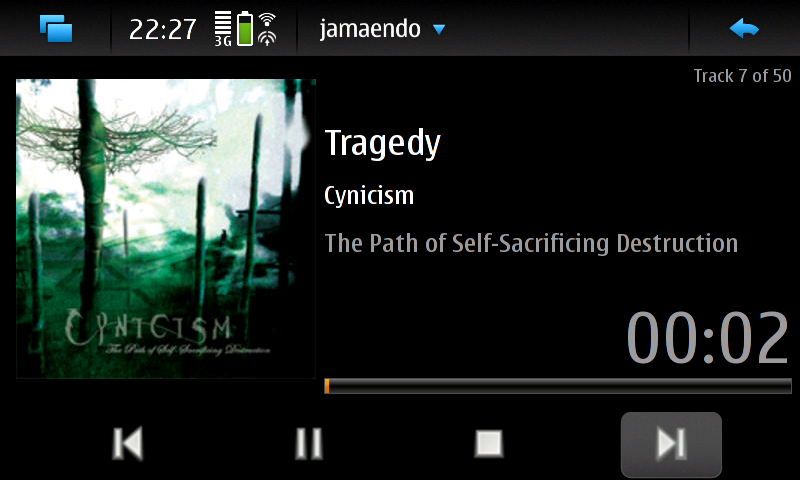 22:27
3G
jamaendo
Track 7 of 50
Tragedy
Cynicism
The Path of Self-Sacrificing Destruction
CYNICISM
The Path of Self-Sacrificing Destruction
00:02